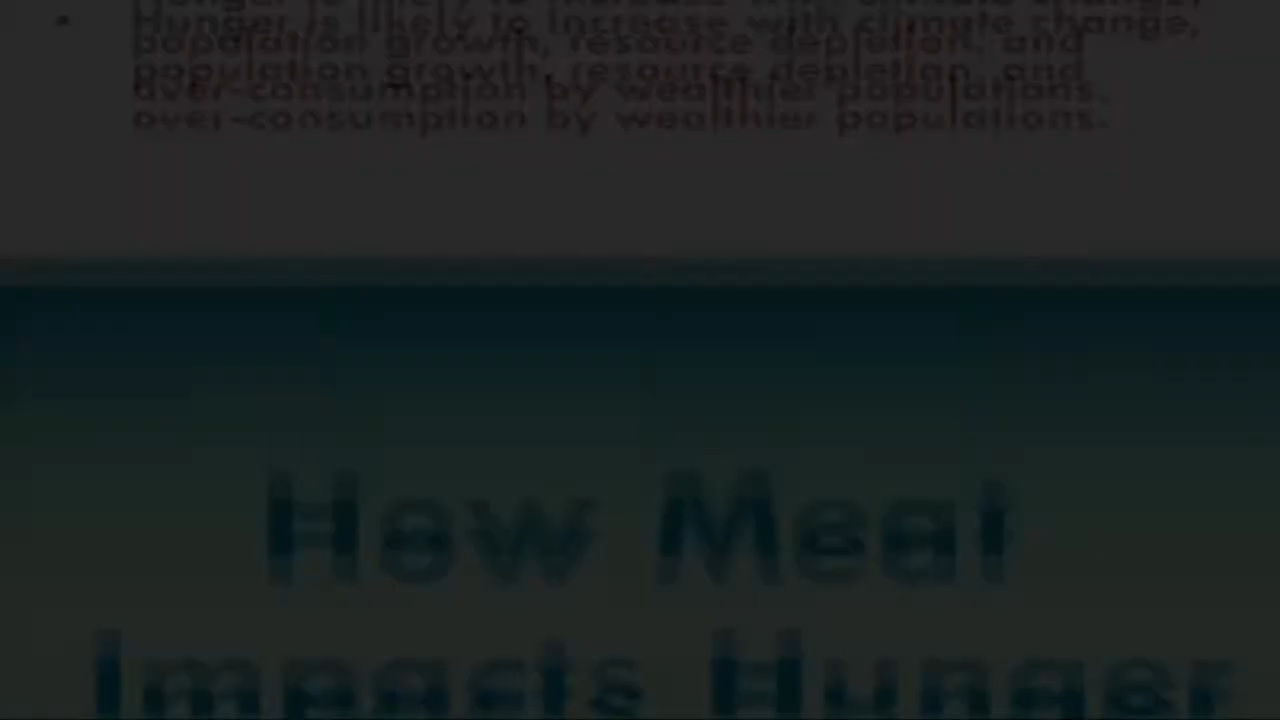 Hunger is likely to increase with climate change,
population growth, resource depletion, and
over-consumption by wealthier populations.
How Meat
Impacts Hunger